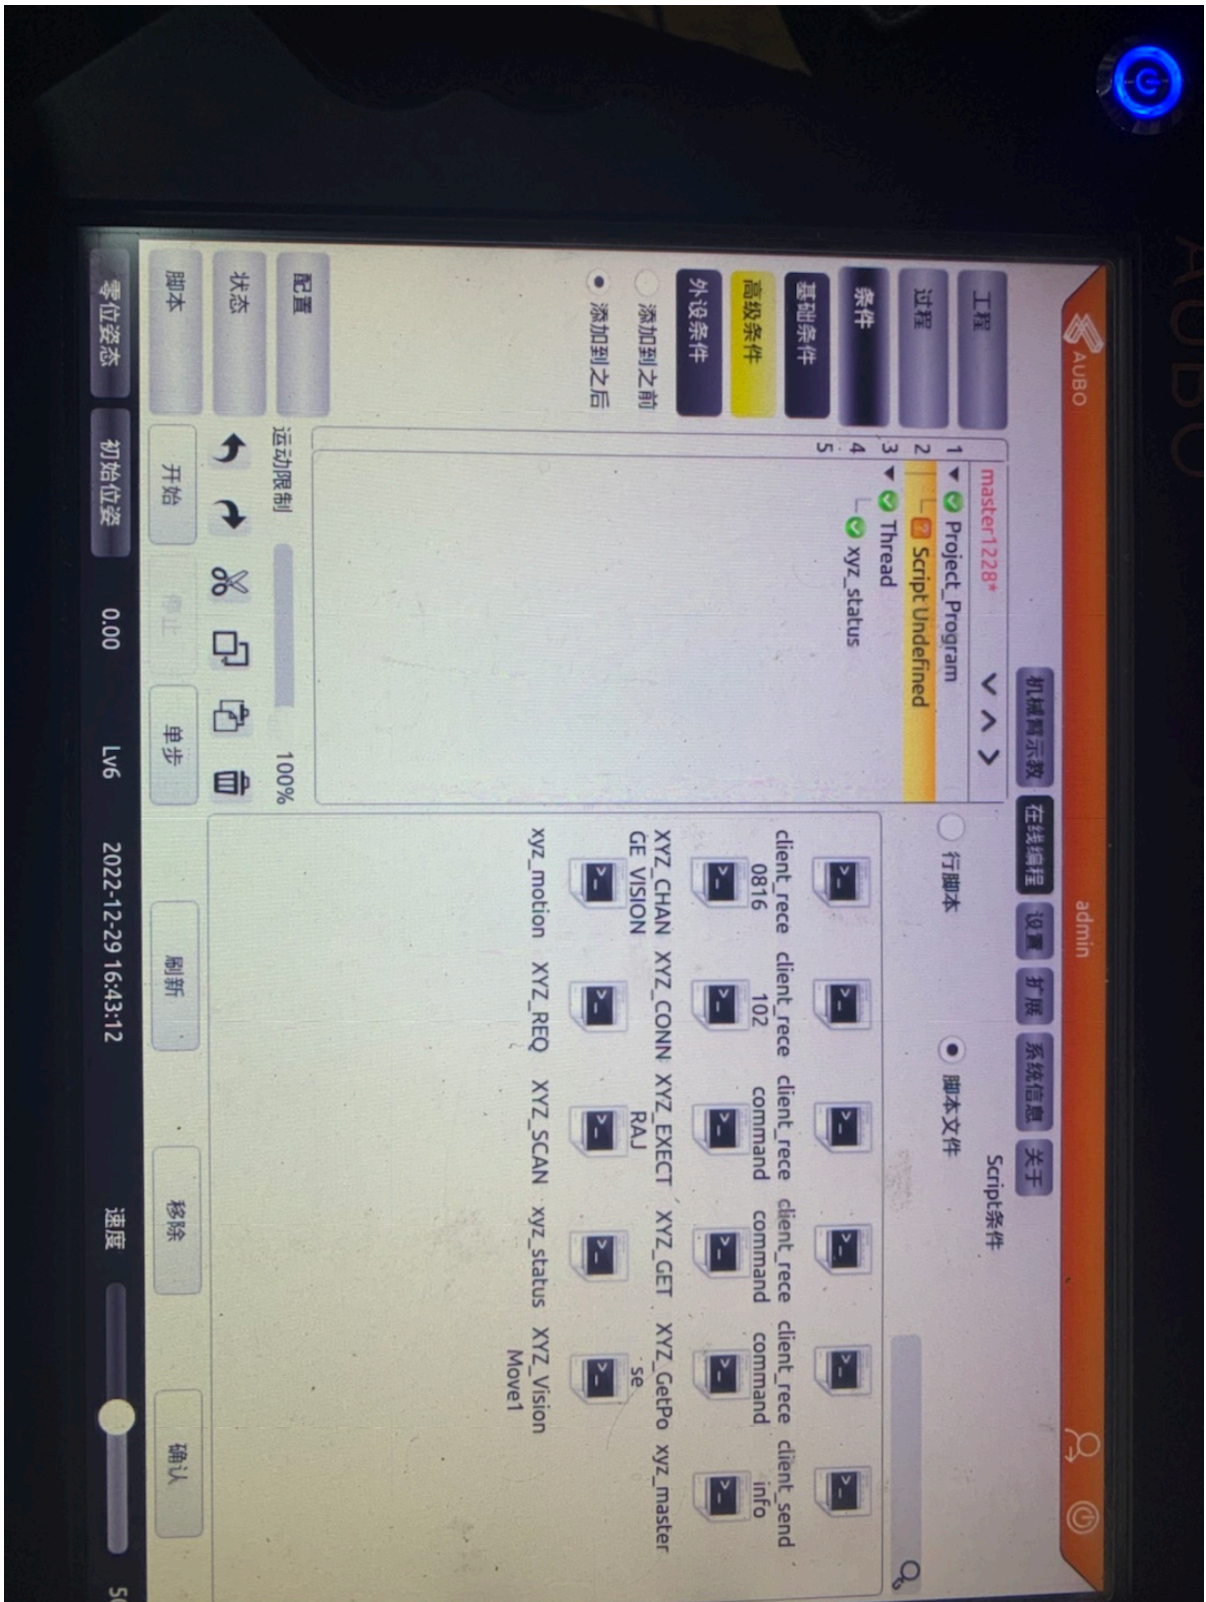 AUBO
AUBO
admin
机械臂示教
在线编程
设置
扩展
系统信息
关于
工程
过程
条件
基础条件
高级条件
外设条件
添加到之前
添加到之后
配置
状态
脚本
master1228*
1 Project_Program
2 Script Undefined
3 Thread
4 xyz_status
5
运动限制 100%
开始
停止
单步
Script条件
行脚本
脚本文件
client_rece
0816
client_rece
102
client_rece
command
client_rece
command
client_rece
command
client_send
info
XYZ_CHAN
GE_VISION
XYZ_CONN
XYZ_EXECT
RAJ
XYZ_GET
XYZ_GetPo
se
xyz_master
xyz_motion
XYZ_REQ
XYZ_SCAN
xyz_status
XYZ_Vision
Move1
刷新
移除
确认
零位姿态
初始位姿
0.00
Lv6
2022-12-29 16:43:12
速度